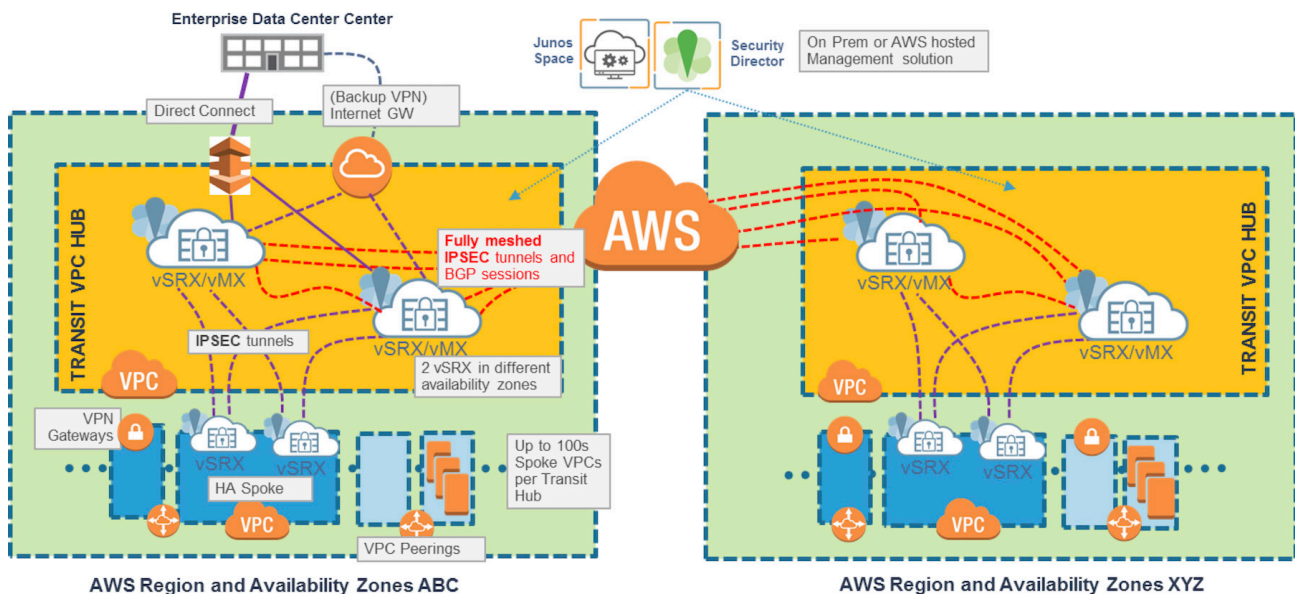 Enterprise Data Center Center
Junos
Space
Security
Director
On Prem or AWS hosted
Management solution
Direct Connect
(Backup VPN)
Internet GW
TRANSIT VPC HUB
vSRX/vMX
Fully meshed
IPSEC tunnels and
BGP sessions
AWS
vSRX/vMX
TRANSIT VPC HUB
IPSEC tunnels
vSRX/vMX
2 vSRX in different
availability zones
vSRX/vMX
VPC
VPC
VPN
Gateways
vSRX
vSRX
HA Spoke
VPC
Up to 100s
Spoke VPCs
per Transit
Hub
VPC Peerings
vSRX
vSRX
VPC
AWS Region and Availability Zones ABC
AWS Region and Availability Zones XYZ